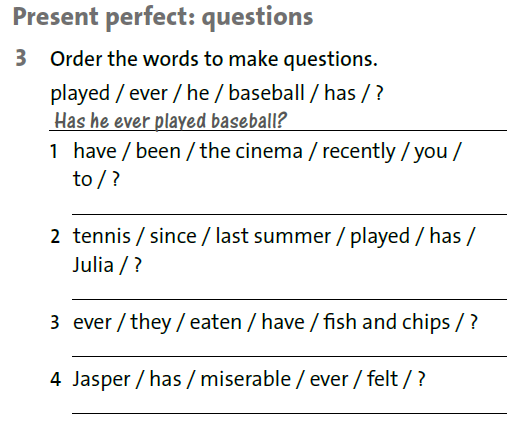 Present perfect: questions
3 Order the words to make questions.
played / ever / he / baseball / has / ?
Has he ever played baseball?
1 have / been / the cinema / recently / you /
to / ?
2 tennis / since / last summer / played / has /
Julia / ?
3 ever / they / eaten / have / fish and chips / ?
4 Jasper / has / miserable / ever / felt / ?